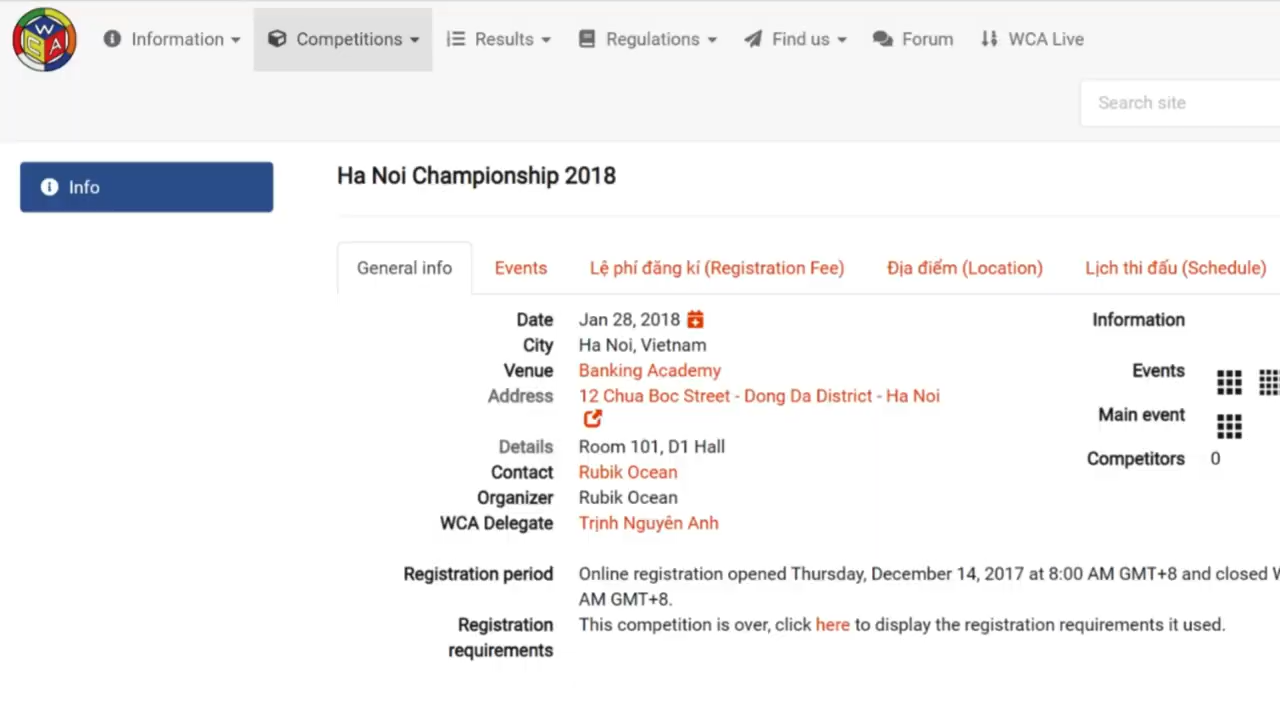 WCA
Information Competitions Results Regulations Find us Forum WCA Live
Search site
Info
Ha Noi Championship 2018
General info Events Lệ phí đăng kí (Registration Fee) Địa điểm (Location) Lịch thi đấu (Schedule)
Date Jan 28, 2018
City Ha Noi, Vietnam
Venue Banking Academy
Address 12 Chua Boc Street - Dong Da District - Ha Noi
Details Room 101, D1 Hall
Contact Rubik Ocean
Organizer Rubik Ocean
WCA Delegate Trịnh Nguyên Anh
Information
Events
Main event
Competitors 0
Registration period Online registration opened Thursday, December 14, 2017 at 8:00 AM GMT+8 and closed
AM GMT+8.
Registration This competition is over, click here to display the registration requirements it used.
requirements